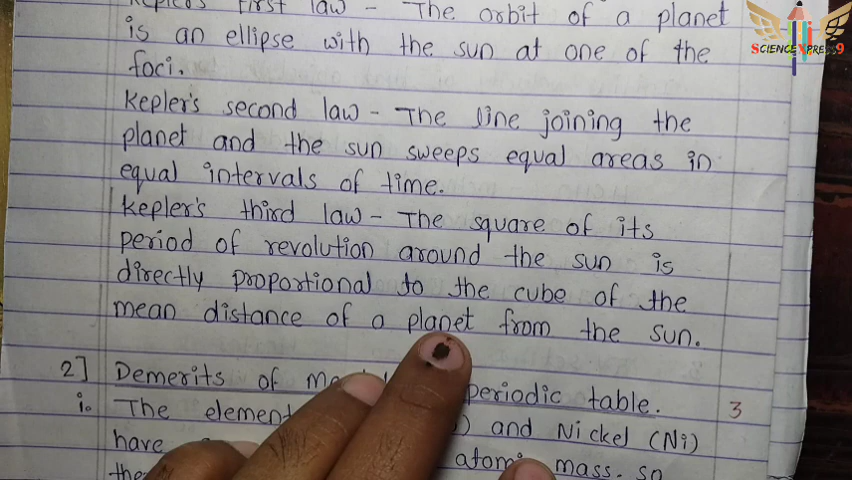 Kepler's first law - The orbit of a planet
is an ellipse with the sun at one of the
foci.
Kepler's second law - The line joining the
planet and the sun sweeps equal areas in
equal intervals of time.
Kepler's third law - The square of its
period of revolution around the sun is
directly proportional to the cube of the
mean distance of a planet from the sun.
2] Demerits of periodic table. 3
i. The element and Nickel (Ni)
have atomic mass. so
SCIENCEXPRESS9